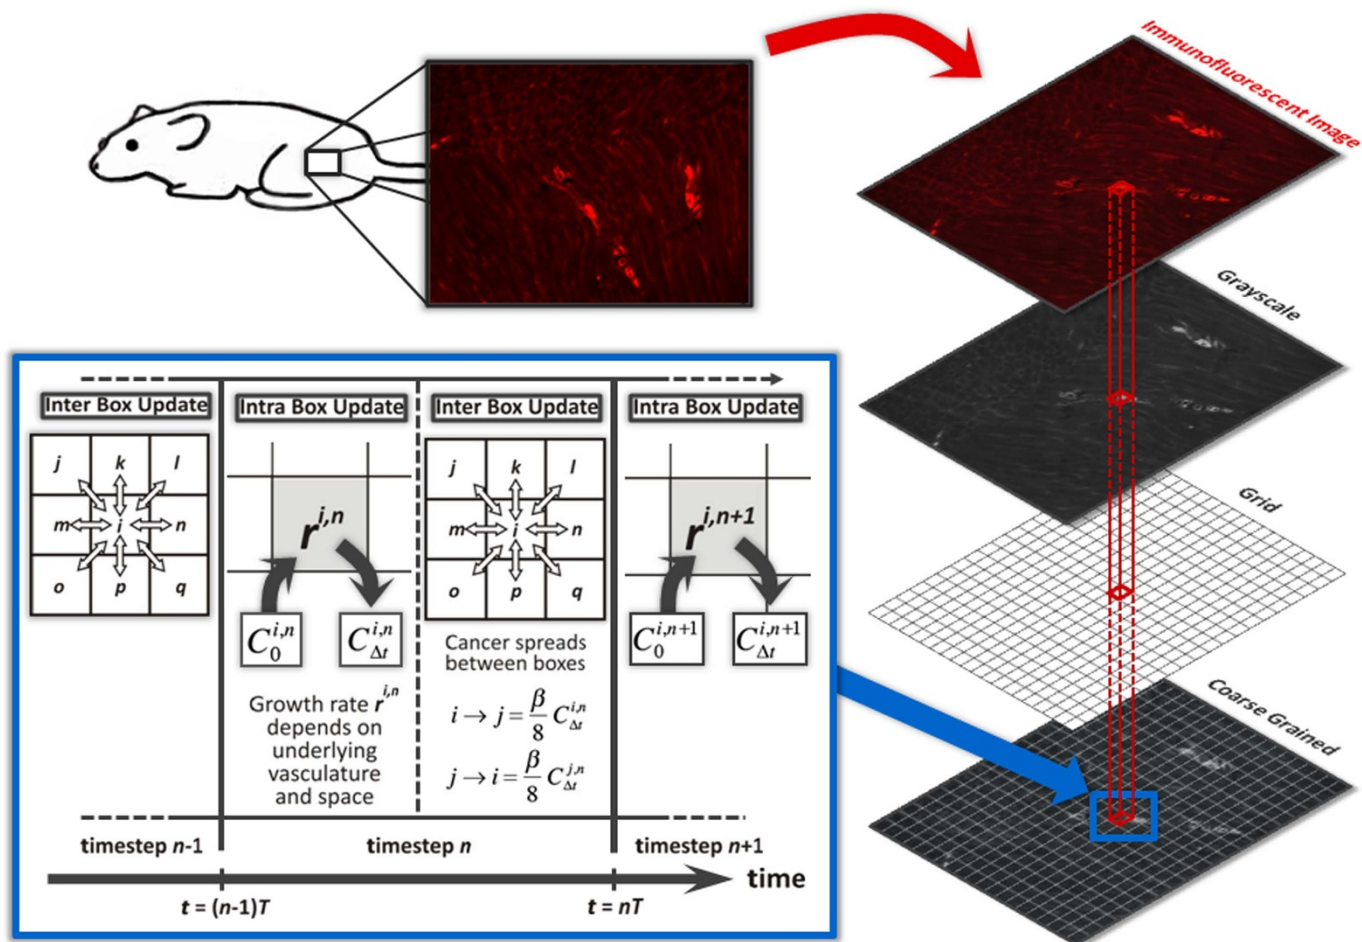 Immunofluorescent Image
Grayscale
Grid
Coarse Grained
Inter Box Update
Intra Box Update
Inter Box Update
Intra Box Update
j k l
m i n
o p q
r^{i,n}
C_0^{i,n}
C_{Δt}^{i,n}
Growth rate r^{i,n}
depends on
underlying
vasculature
and space
j k l
m i n
o p q
Cancer spreads
between boxes
i → j = β/8 C_{Δt}^{i,n}
j → i = β/8 C_{Δt}^{j,n}
r^{i,n+1}
C_0^{i,n+1}
C_{Δt}^{i,n+1}
timestep n-1
timestep n
timestep n+1
time
t = (n-1)T
t = nT